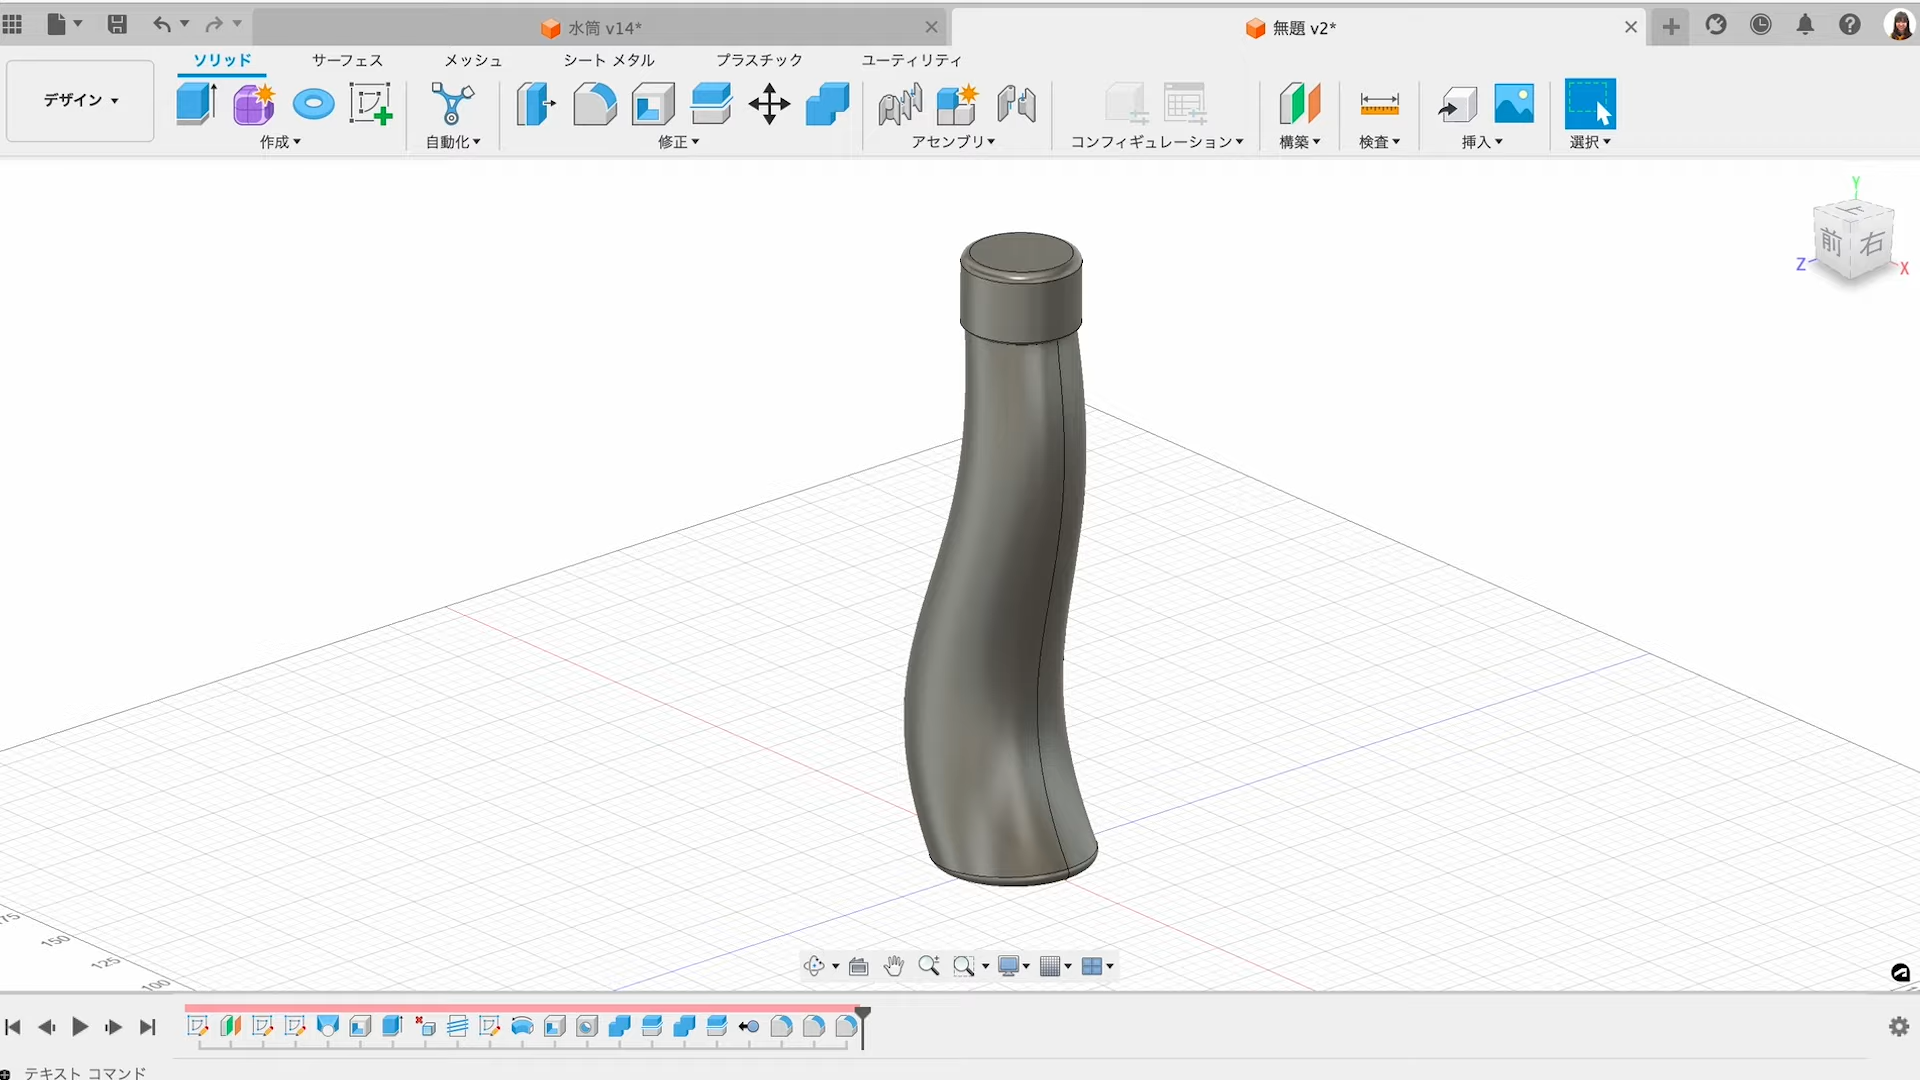 水筒 v14*
無題 v2*
ソリッド サーフェス メッシュ シート メタル プラスチック ユーティリティ
デザイン
作成 自動化 修正 アセンブリ コンフィギュレーション 構築 検査 挿入 選択
Y
上
前 右
Z X
175
150
125
100
テキスト コマンド